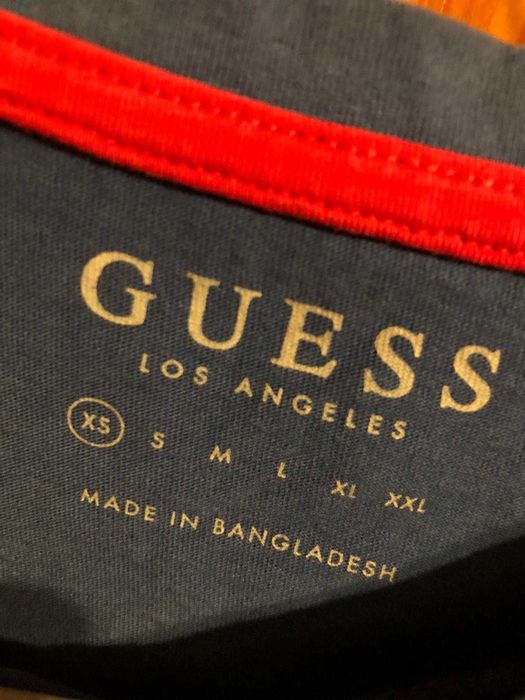 GUESS
LOS ANGELES
XS S M L XL XXL
MADE IN BANGLADESH